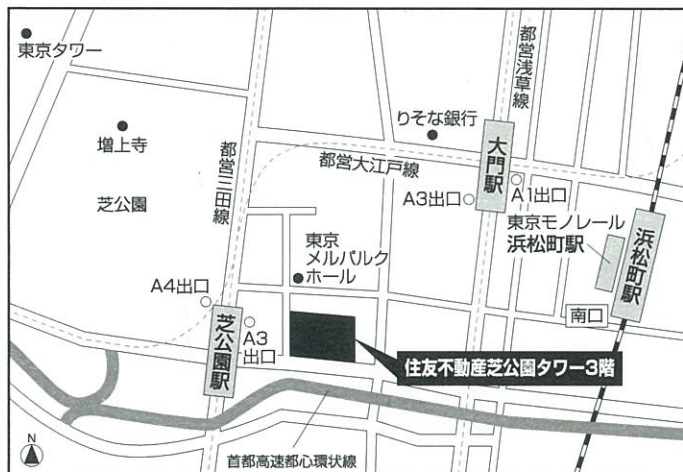 東京タワー
増上寺
芝公園
都営三田線
都営大江戸線
りそな銀行
都営浅草線
大門駅
A1出口
A3出口
東京モノレール
浜松町駅
浜松町駅
南口
東京
メルパルク
ホール
A4出口
芝公園駅
A3
出口
住友不動産芝公園タワー3階
首都高速都心環状線
N